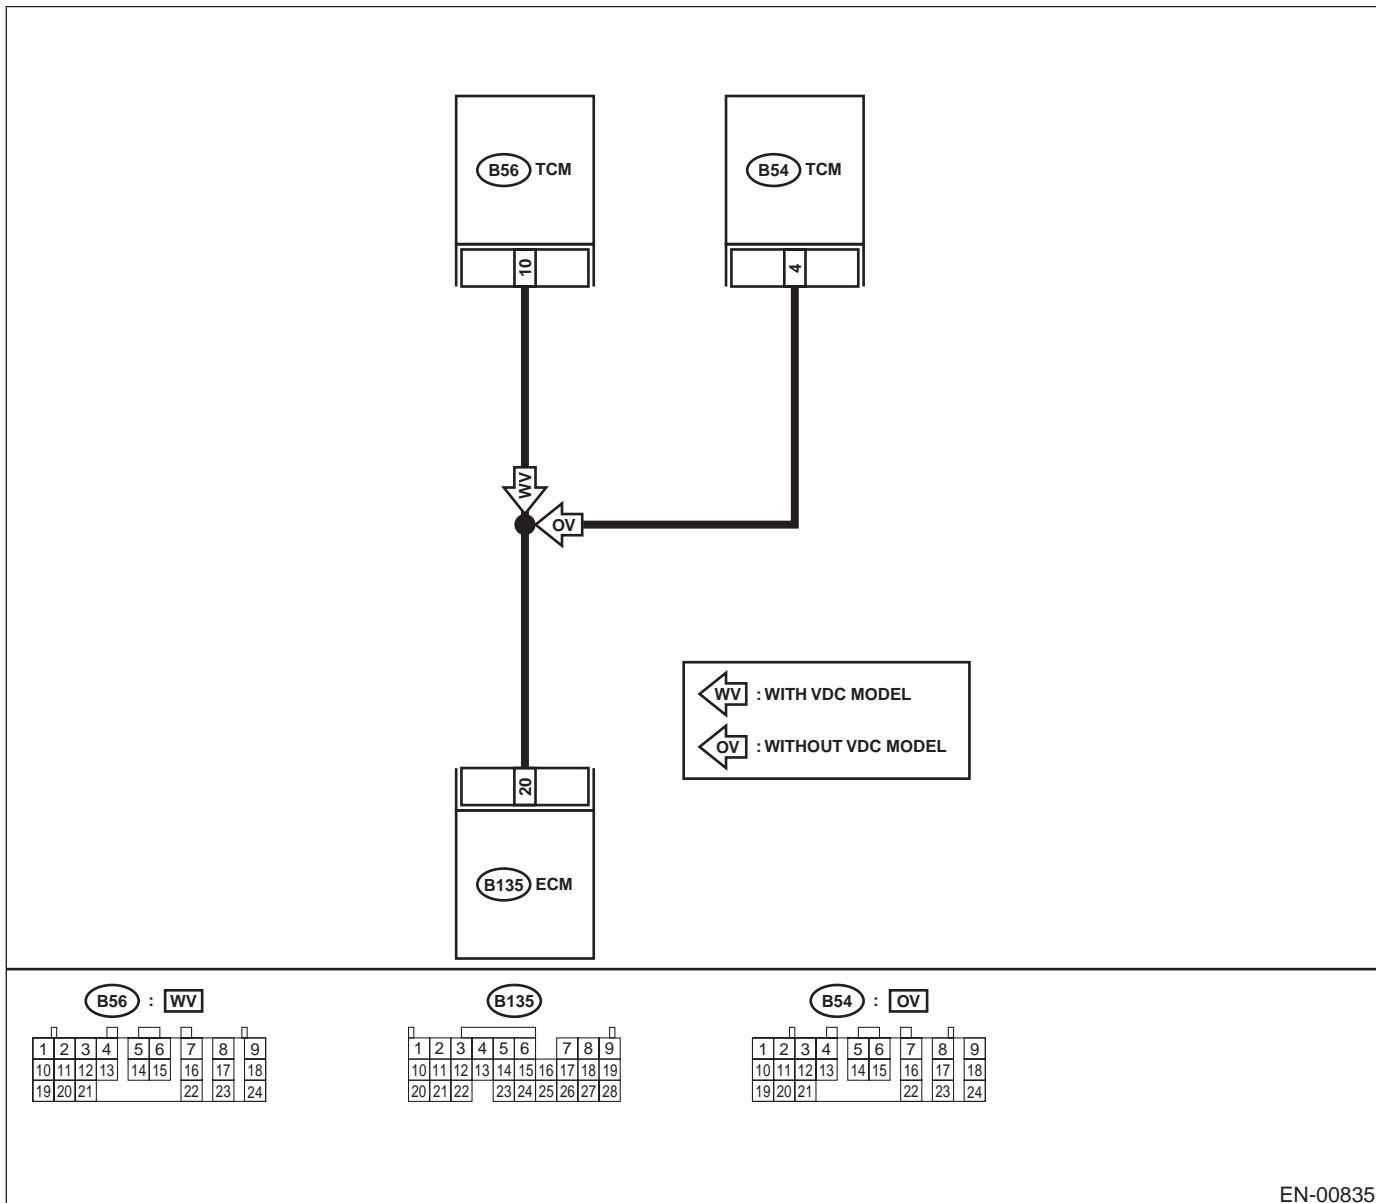 B56 TCM
B54 TCM
10
4
WV
OV
WV : WITH VDC MODEL
OV : WITHOUT VDC MODEL
20
B135 ECM
B56 : WV
B135
B54 : OV
1 2 3 4 5 6 7 8 9
10 11 12 13 14 15 16 17 18
19 20 21 22 23 24
1 2 3 4 5 6 7 8 9
10 11 12 13 14 15 16 17 18 19
20 21 22 23 24 25 26 27 28
1 2 3 4 5 6 7 8 9
10 11 12 13 14 15 16 17 18
19 20 21 22 23 24
EN-00835